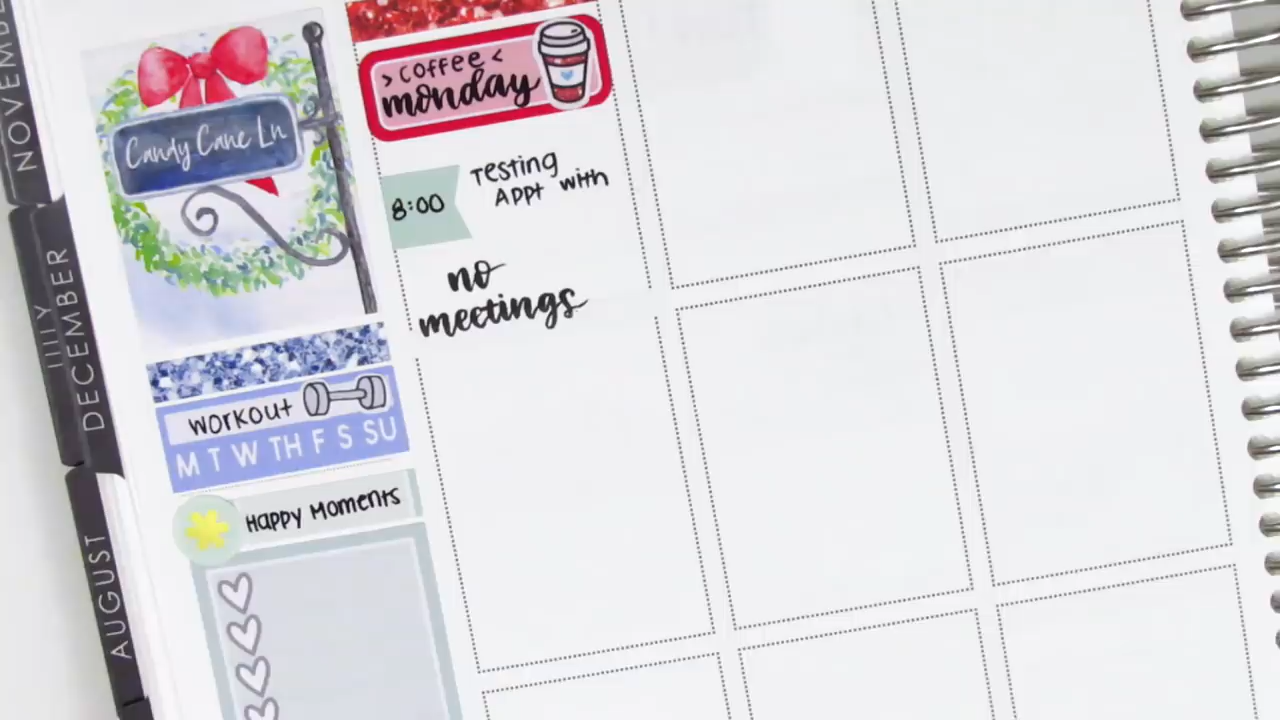 NOVEMBE
JULY
DECEMBER
AUGUST
Candy Cane Ln
workout
M T W TH F S SU
Happy Moments
> coffee <
monday
8:00
Testing
Appt with
no
meetings